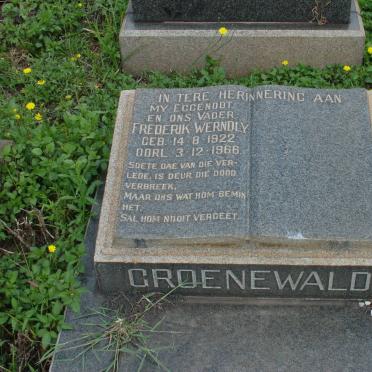 IN TERE HERINNERING AAN
MY EGGENOOT
EN ONS VADER
FREDERIK WERNDLY
GEB. 14·8·1922
OORL. 3·12·1968.
SOETE DAE VAN DIE VER-
LEDE, IS DEUR DIE DOOD
VERBREEK,
MAAR ONS WAT HOM BEMIN
HET,
SAL HOM NOOIT VERGEET.
GROENEWALD